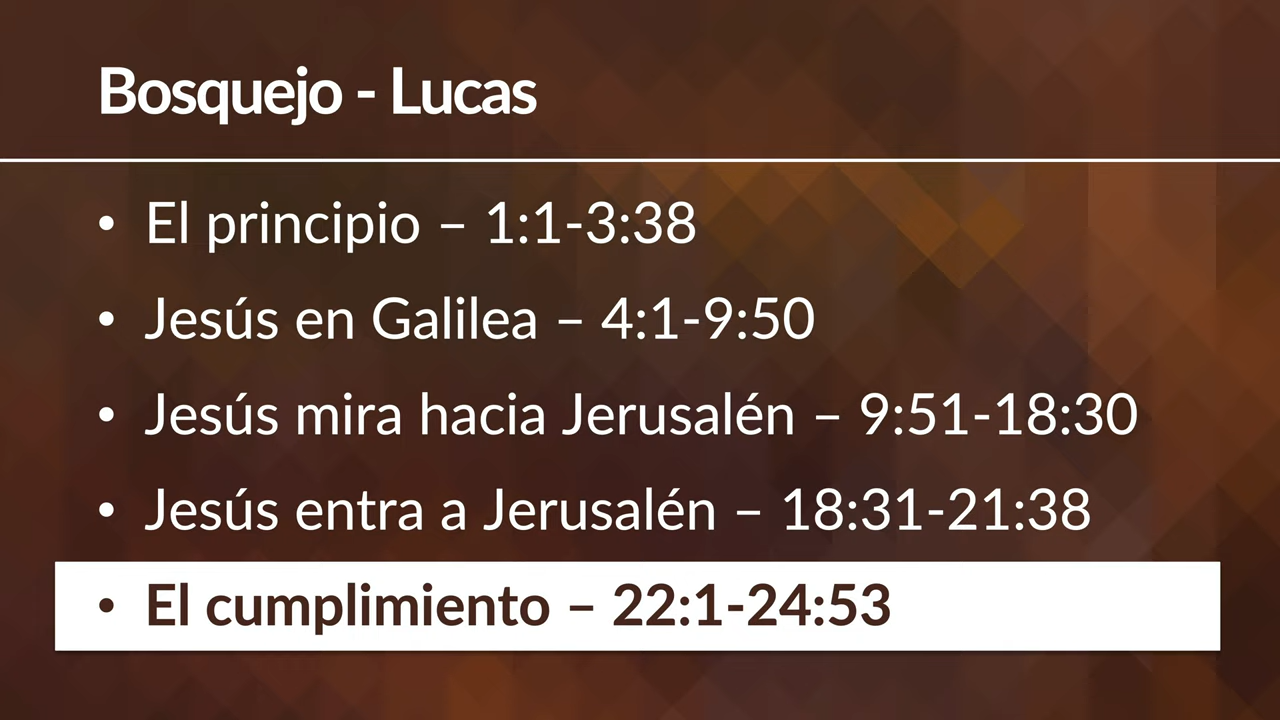 Bosquejo - Lucas
• El principio – 1:1-3:38
• Jesús en Galilea – 4:1-9:50
• Jesús mira hacia Jerusalén – 9:51-18:30
• Jesús entra a Jerusalén – 18:31-21:38
• El cumplimiento – 22:1-24:53